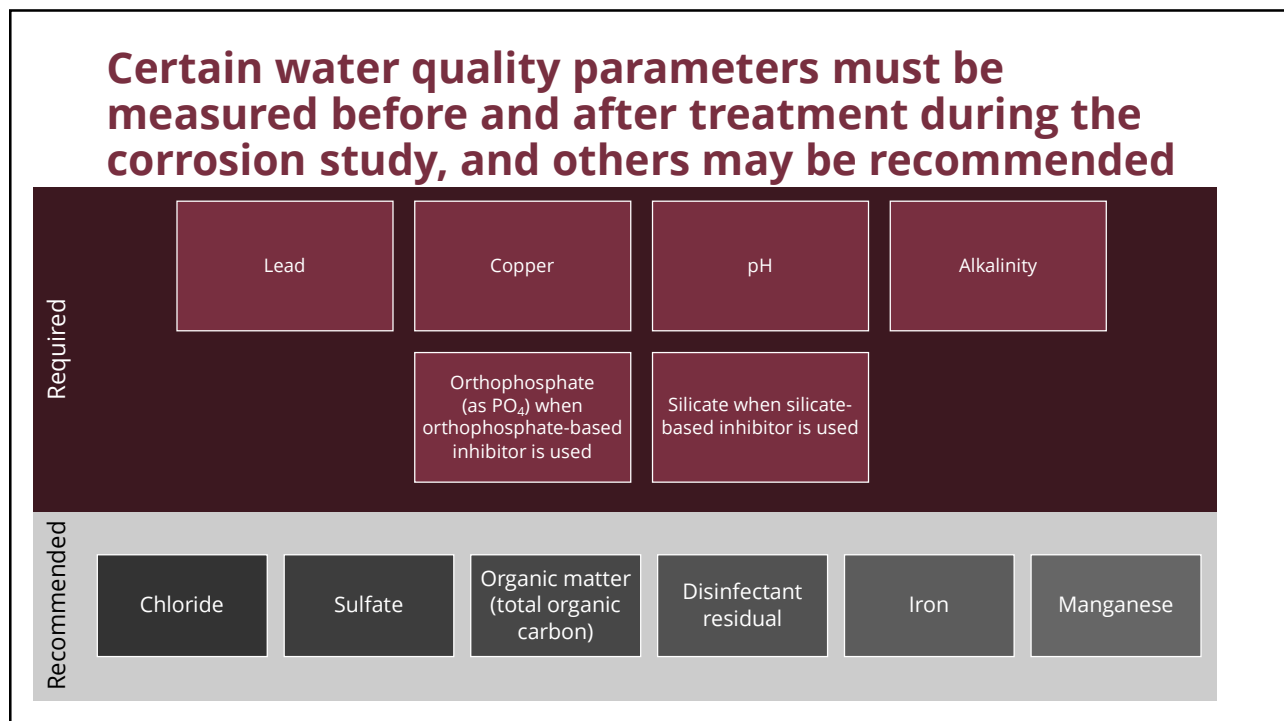 Certain water quality parameters must be
measured before and after treatment during the
corrosion study, and others may be recommended
Required
Lead
Copper
pH
Alkalinity
Orthophosphate
(as PO₄) when
orthophosphate-based
inhibitor is used
Silicate when silicate-
based inhibitor is used
Recommended
Chloride
Sulfate
Organic matter
(total organic
carbon)
Disinfectant
residual
Iron
Manganese